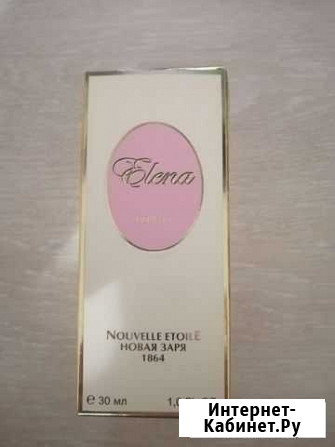 Elena
NOUVELLE ETOILE
НОВАЯ ЗАРЯ
1864
е 30 мл
Интернет-
Кабинет.Ру